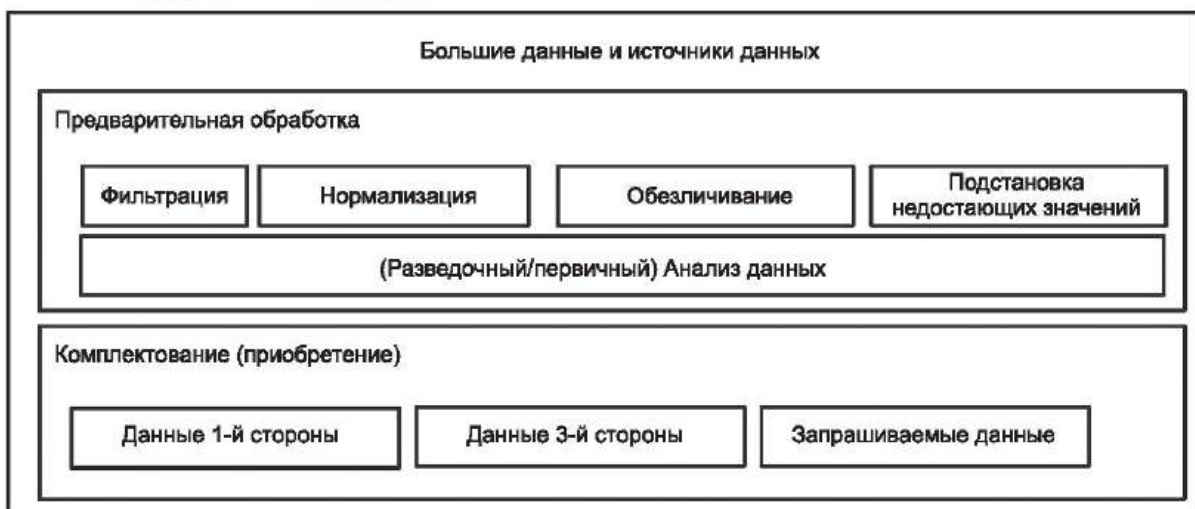 Большие данные и источники данных
Предварительная обработка
Фильтрация
Нормализация
Обезличивание
Подстановка
недостающих значений
(Разведочный/первичный) Анализ данных
Комплектование (приобретение)
Данные 1-й стороны
Данные 3-й стороны
Запрашиваемые данные